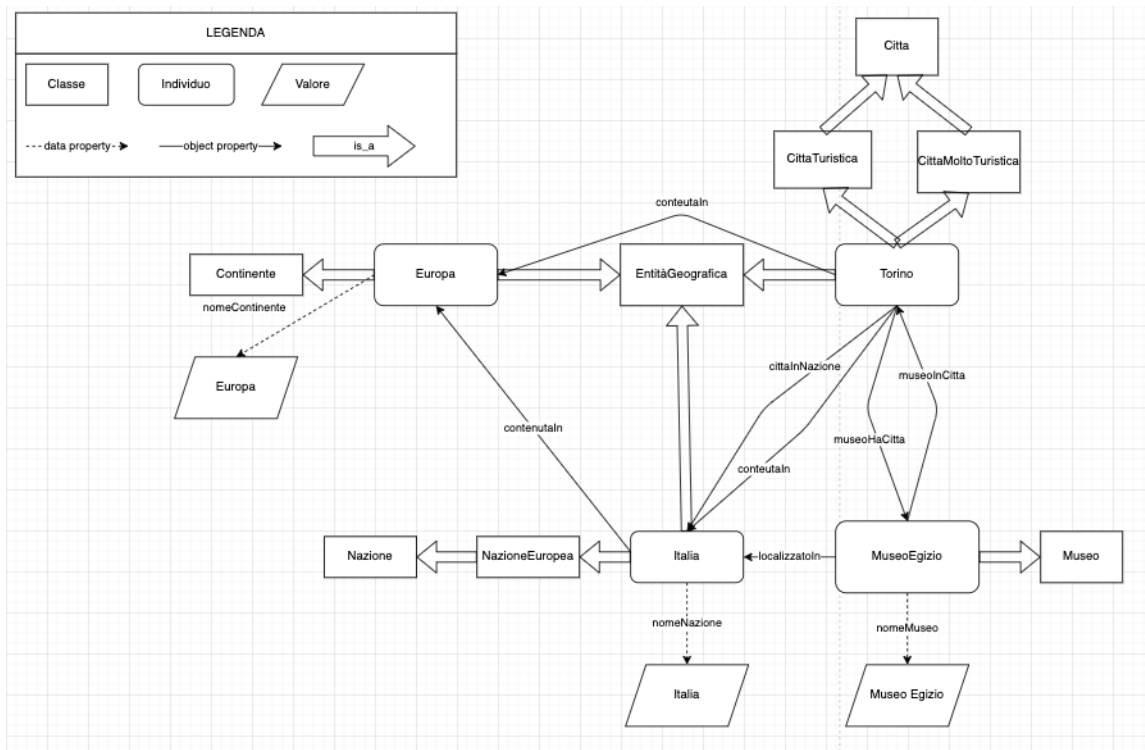 LEGENDA
Classe
Individuo
Valore
data property
object property
is_a
Citta
CittaTuristica
CittaMoltoTuristica
conteutaIn
Continente
Europa
EntitàGeografica
Torino
nomeContinente
Europa
cittaInNazione
museoInCitta
contenutaIn
museoHaCitta
conteutaIn
Nazione
NazioneEuropea
Italia
localizzatoIn
MuseoEgizio
Museo
nomeNazione
nomeMuseo
Italia
Museo Egizio